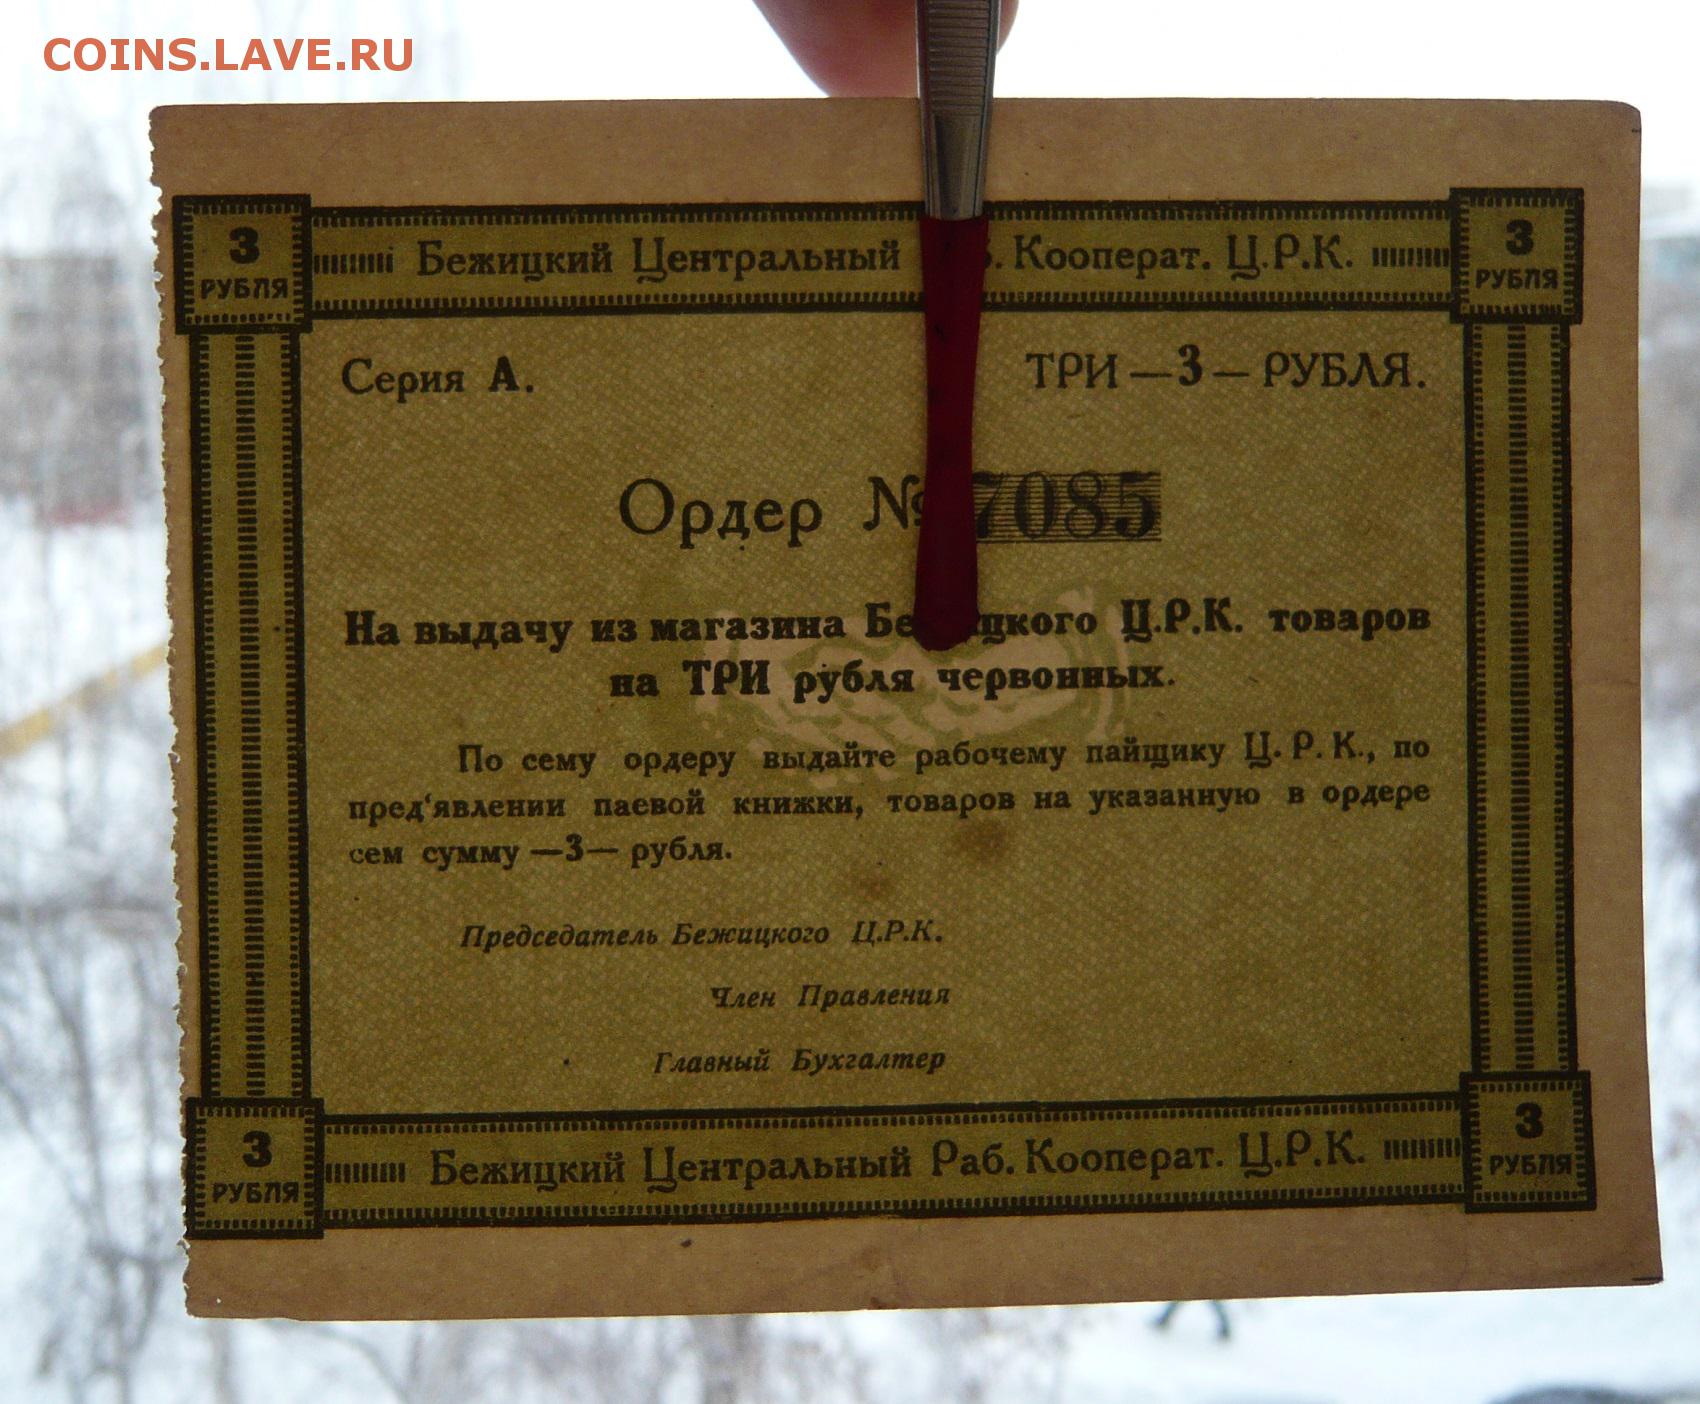 COINS.LAVE.RU
3 РУБЛЯ
Бежицкий Центральный Кооперат. Ц.Р.К.
3 РУБЛЯ
Серия А.
ТРИ —3— РУБЛЯ.
Ордер № 7085
На выдачу из магазина Ц.Р.К. товаров
на ТРИ рубля червонных.
По сему ордеру выдайте рабочему пайщику Ц. Р. К., по
пред‘явлении паевой книжки, товаров на указанную в ордере
сем сумму —3— рубля.
Председатель Бежицкого Ц.Р.К.
Член Правления
Главный Бухгалтер
3 РУБЛЯ
Бежицкий Центральный Раб. Кооперат. Ц.Р.К.
3 РУБЛЯ